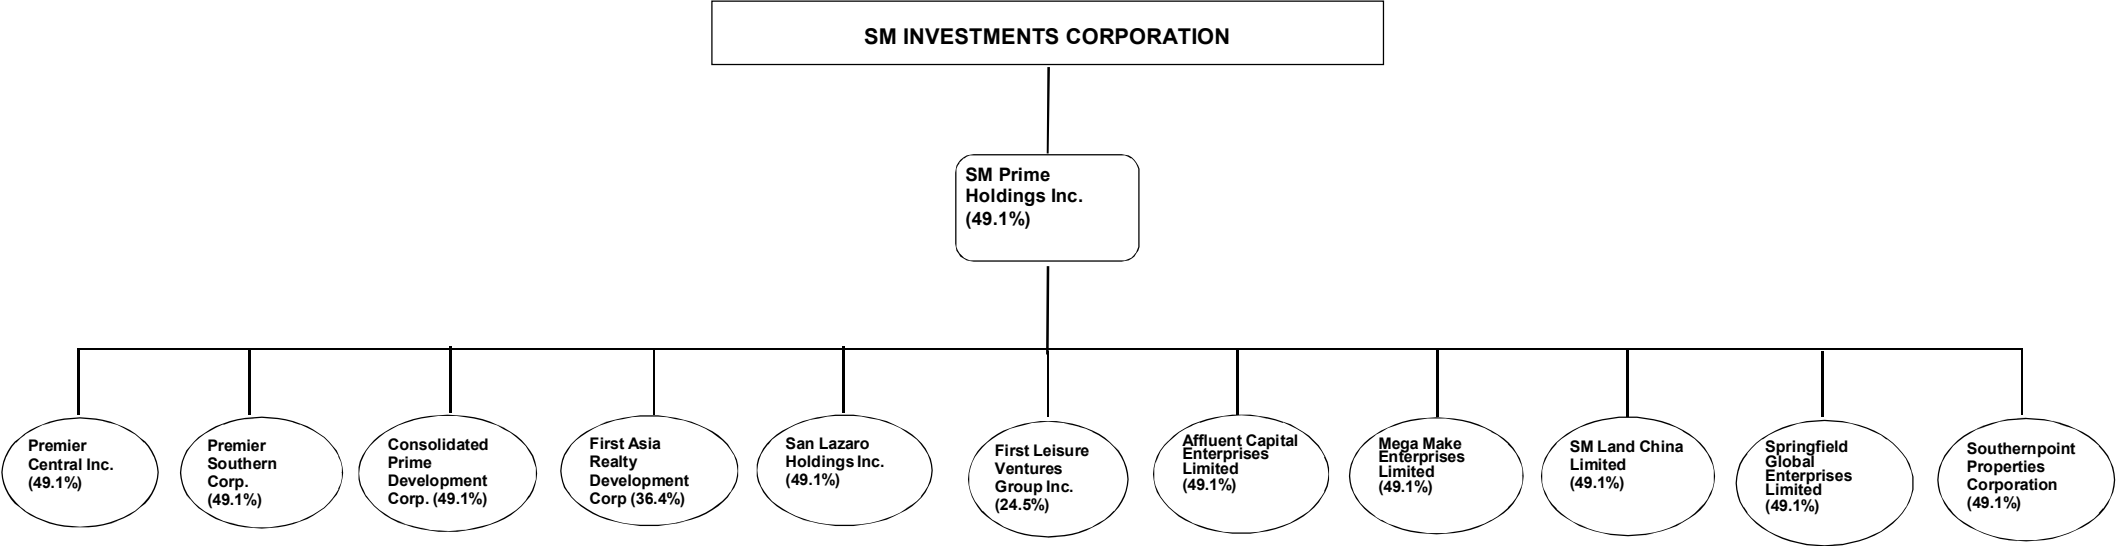 SM INVESTMENTS CORPORATION
SM Prime
Holdings Inc.
(49.1%)
Premier
Central Inc.
(49.1%)
Premier
Southern
Corp.
(49.1%)
Consolidated
Prime
Development
Corp. (49.1%)
First Asia
Realty
Development
Corp (36.4%)
San Lazaro
Holdings Inc.
(49.1%)
First Leisure
Ventures
Group Inc.
(24.5%)
Affluent Capital
Enterprises
Limited
(49.1%)
Mega Make
Enterprises
Limited
(49.1%)
SM Land China
Limited
(49.1%)
Springfield
Global
Enterprises
Limited
(49.1%)
Southernpoint
Properties
Corporation
(49.1%)